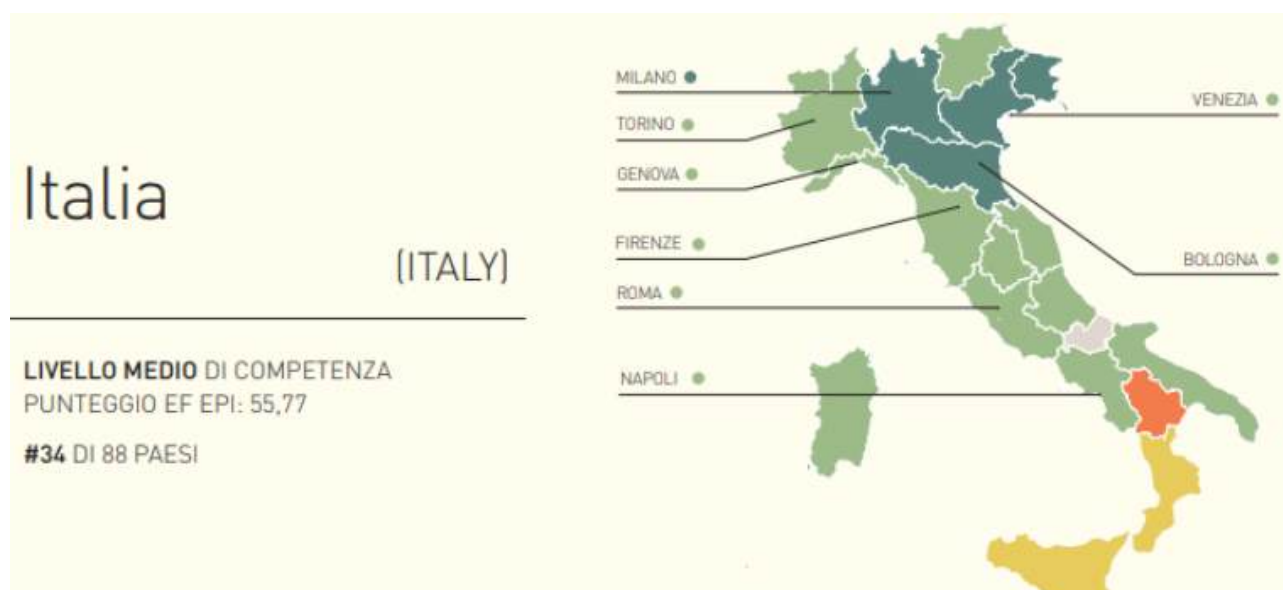 Italia
(ITALY)
LIVELLO MEDIO DI COMPETENZA
PUNTEGGIO EF EPI: 55,77
#34 DI 88 PAESI
MILANO
TORINO
GENOVA
FIRENZE
ROMA
NAPOLI
VENEZIA
BOLOGNA